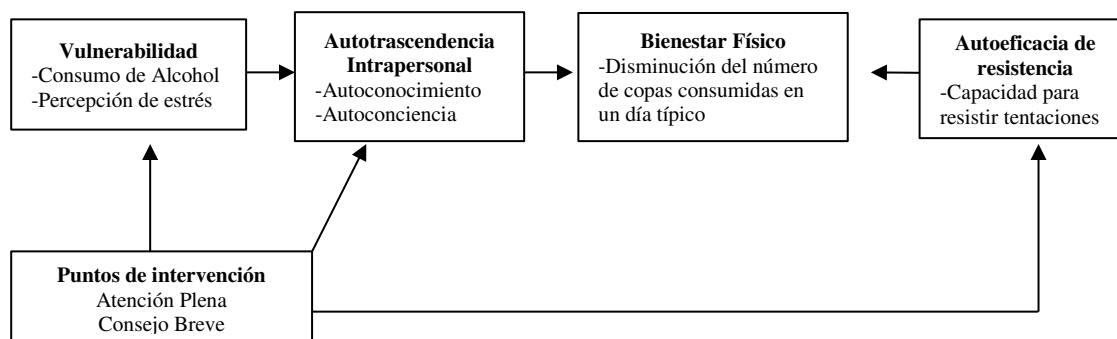 Vulnerabilidad
-Consumo de Alcohol
-Percepción de estrés
Autotrascendencia
Intrapersonal
-Autoconocimiento
-Autoconciencia
Bienestar Físico
-Disminución del número
de copas consumidas en
un día típico
Autoeficacia de
resistencia
-Capacidad para
resistir tentaciones
Puntos de intervención
Atención Plena
Consejo Breve